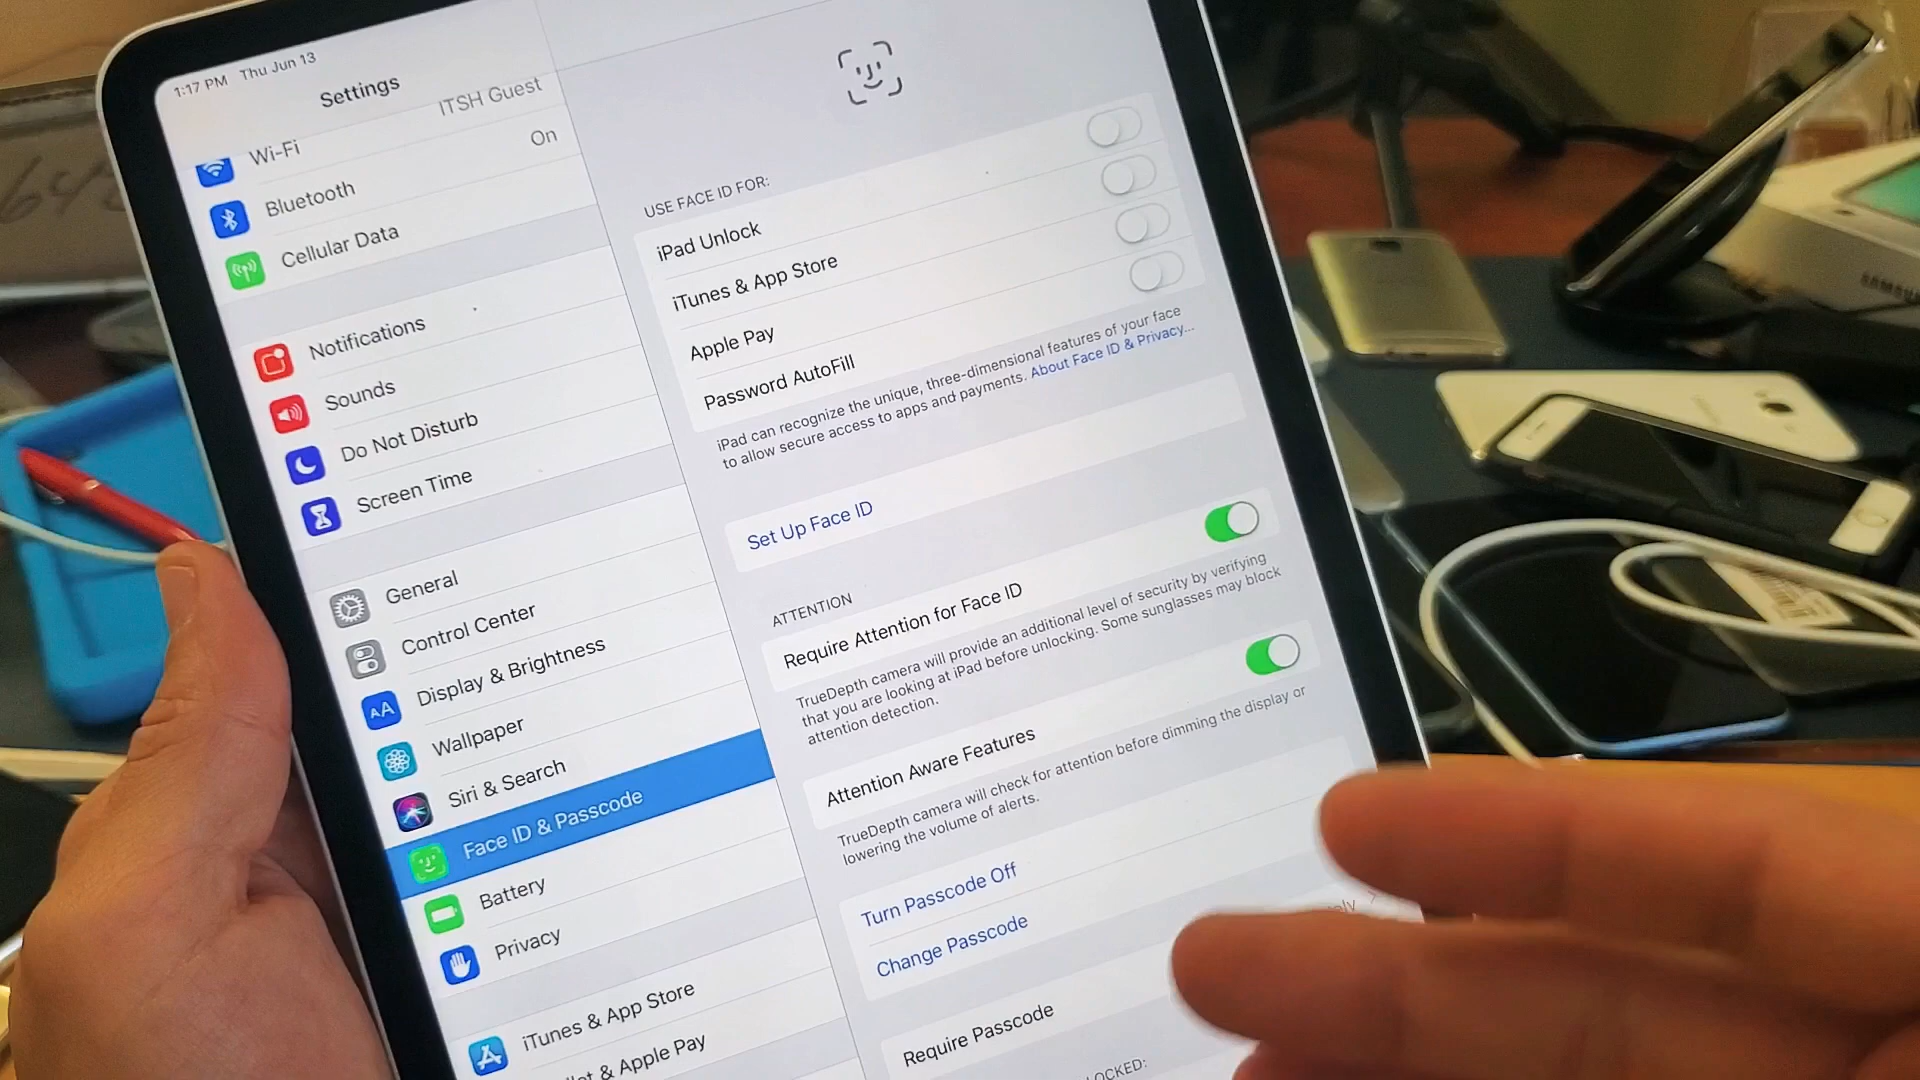 1:17 PM Thu Jun 13
Settings
Wi-Fi ITSH Guest
Bluetooth On
Cellular Data
Notifications
Sounds
Do Not Disturb
Screen Time
General
Control Center
AA Display & Brightness
Wallpaper
Siri & Search
Face ID & Passcode
Battery
Privacy
iTunes & App Store
& Apple Pay
USE FACE ID FOR:
iPad Unlock
iTunes & App Store
Apple Pay
Password AutoFill
iPad can recognize the unique, three-dimensional features of your face
to allow secure access to apps and payments. About Face ID & Privacy...
Set Up Face ID
ATTENTION
Require Attention for Face ID
TrueDepth camera will provide an additional level of security by verifying
that you are looking at iPad before unlocking. Some sunglasses may block
attention detection.
Attention Aware Features
TrueDepth camera will check for attention before dimming the display or
lowering the volume of alerts.
Turn Passcode Off
Change Passcode
Require Passcode
SAMSUNG